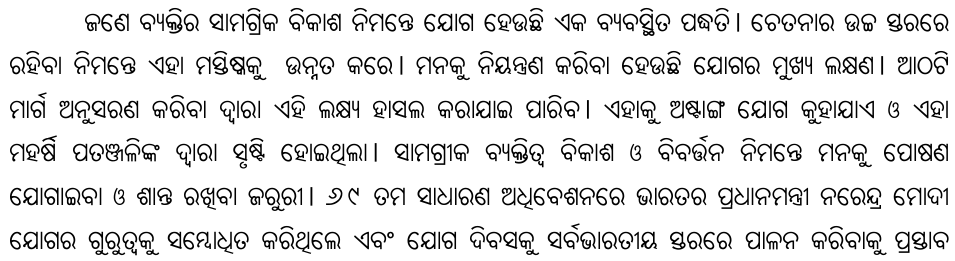 ଜଣେ ବ୍ୟକ୍ତିର ସାମଗ୍ରିକ ବିକାଶ ନିମନ୍ତେ ଯୋଗ ହେଉଛି ଏକ ବ୍ୟବସ୍ଥିତ ପଦ୍ଧତି। ଚେତନାର ଉଚ୍ଚ ସ୍ତରରେ
ରହିବା ନିମନ୍ତେ ଏହା ମସ୍ତିଷ୍କକୁ ଉନ୍ନତ କରେ। ମନକୁ ନିୟନ୍ତ୍ରଣ କରିବା ହେଉଛି ଯୋଗର ମୁଖ୍ୟ ଲକ୍ଷଣ। ଆଠଟି
ମାର୍ଗ ଅନୁସରଣ କରିବା ଦ୍ୱାରା ଏହି ଲକ୍ଷ୍ୟ ହାସଲ କରାଯାଇ ପାରିବ। ଏହାକୁ ଅଷ୍ଟାଙ୍ଗ ଯୋଗ କୁହାଯାଏ ଓ ଏହା
ମହର୍ଷି ପତଞ୍ଜଳିଙ୍କ ଦ୍ୱାରା ସୃଷ୍ଟି ହୋଇଥିଲା। ସାମଗ୍ରୀକ ବ୍ୟକ୍ତିତ୍ୱ ବିକାଶ ଓ ବିବର୍ତ୍ତନ ନିମନ୍ତେ ମନକୁ ପୋଷଣ
ଯୋଗାଇବା ଓ ଶାନ୍ତ ରଖିବା ଜରୁରୀ। ୬୯ ତମ ସାଧାରଣ ଅଧିବେଶନରେ ଭାରତର ପ୍ରଧାନମନ୍ତ୍ରୀ ନରେନ୍ଦ୍ର ମୋଦୀ
ଯୋଗର ଗୁରୁତ୍ୱକୁ ସମ୍ବୋଧିତ କରିଥିଲେ ଏବଂ ଯୋଗ ଦିବସକୁ ସର୍ବଭାରତୀୟ ସ୍ତରରେ ପାଳନ କରିବାକୁ ପ୍ରସ୍ତାବ